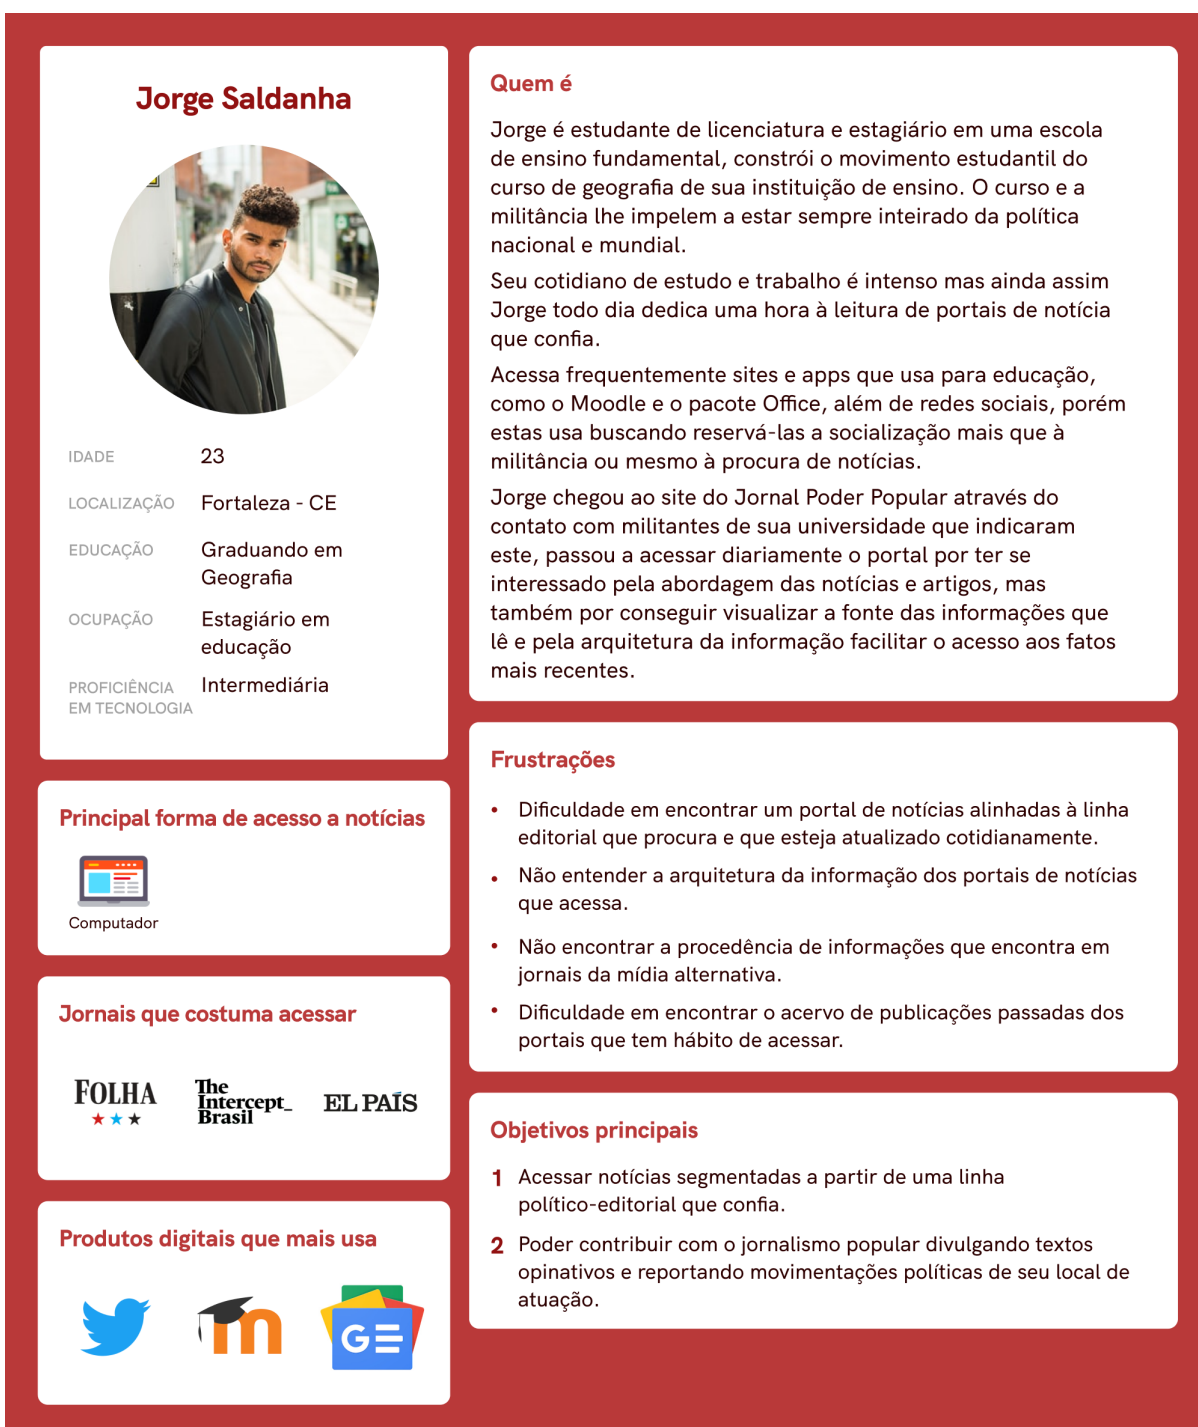 Jorge Saldanha
IDADE 23
LOCALIZAÇÃO Fortaleza - CE
EDUCAÇÃO Graduando em
Geografia
OCUPAÇÃO Estagiário em
educação
PROFICIÊNCIA Intermediária
EM TECNOLOGIA
Principal forma de acesso a notícias
Computador
Jornais que costuma acessar
FOLHA
The
Intercept_
Brasil
EL PAÍS
Produtos digitais que mais usa
m
G
Quem é
Jorge é estudante de licenciatura e estagiário em uma escola
de ensino fundamental, constrói o movimento estudantil do
curso de geografia de sua instituição de ensino. O curso e a
militância lhe impelem a estar sempre inteirado da política
nacional e mundial.
Seu cotidiano de estudo e trabalho é intenso mas ainda assim
Jorge todo dia dedica uma hora à leitura de portais de notícia
que confia.
Acessa frequentemente sites e apps que usa para educação,
como o Moodle e o pacote Office, além de redes sociais, porém
estas usa buscando reservá-las a socialização mais que à
militância ou mesmo à procura de notícias.
Jorge chegou ao site do Jornal Poder Popular através do
contato com militantes de sua universidade que indicaram
este, passou a acessar diariamente o portal por ter se
interessado pela abordagem das notícias e artigos, mas
também por conseguir visualizar a fonte das informações que
lê e pela arquitetura da informação facilitar o acesso aos fatos
mais recentes.
Frustrações
• Dificuldade em encontrar um portal de notícias alinhadas à linha
editorial que procura e que esteja atualizado cotidianamente.
• Não entender a arquitetura da informação dos portais de notícias
que acessa.
• Não encontrar a procedência de informações que encontra em
jornais da mídia alternativa.
• Dificuldade em encontrar o acervo de publicações passadas dos
portais que tem hábito de acessar.
Objetivos principais
1 Acessar notícias segmentadas a partir de uma linha
político-editorial que confia.
2 Poder contribuir com o jornalismo popular divulgando textos
opinativos e reportando movimentações políticas de seu local de
atuação.